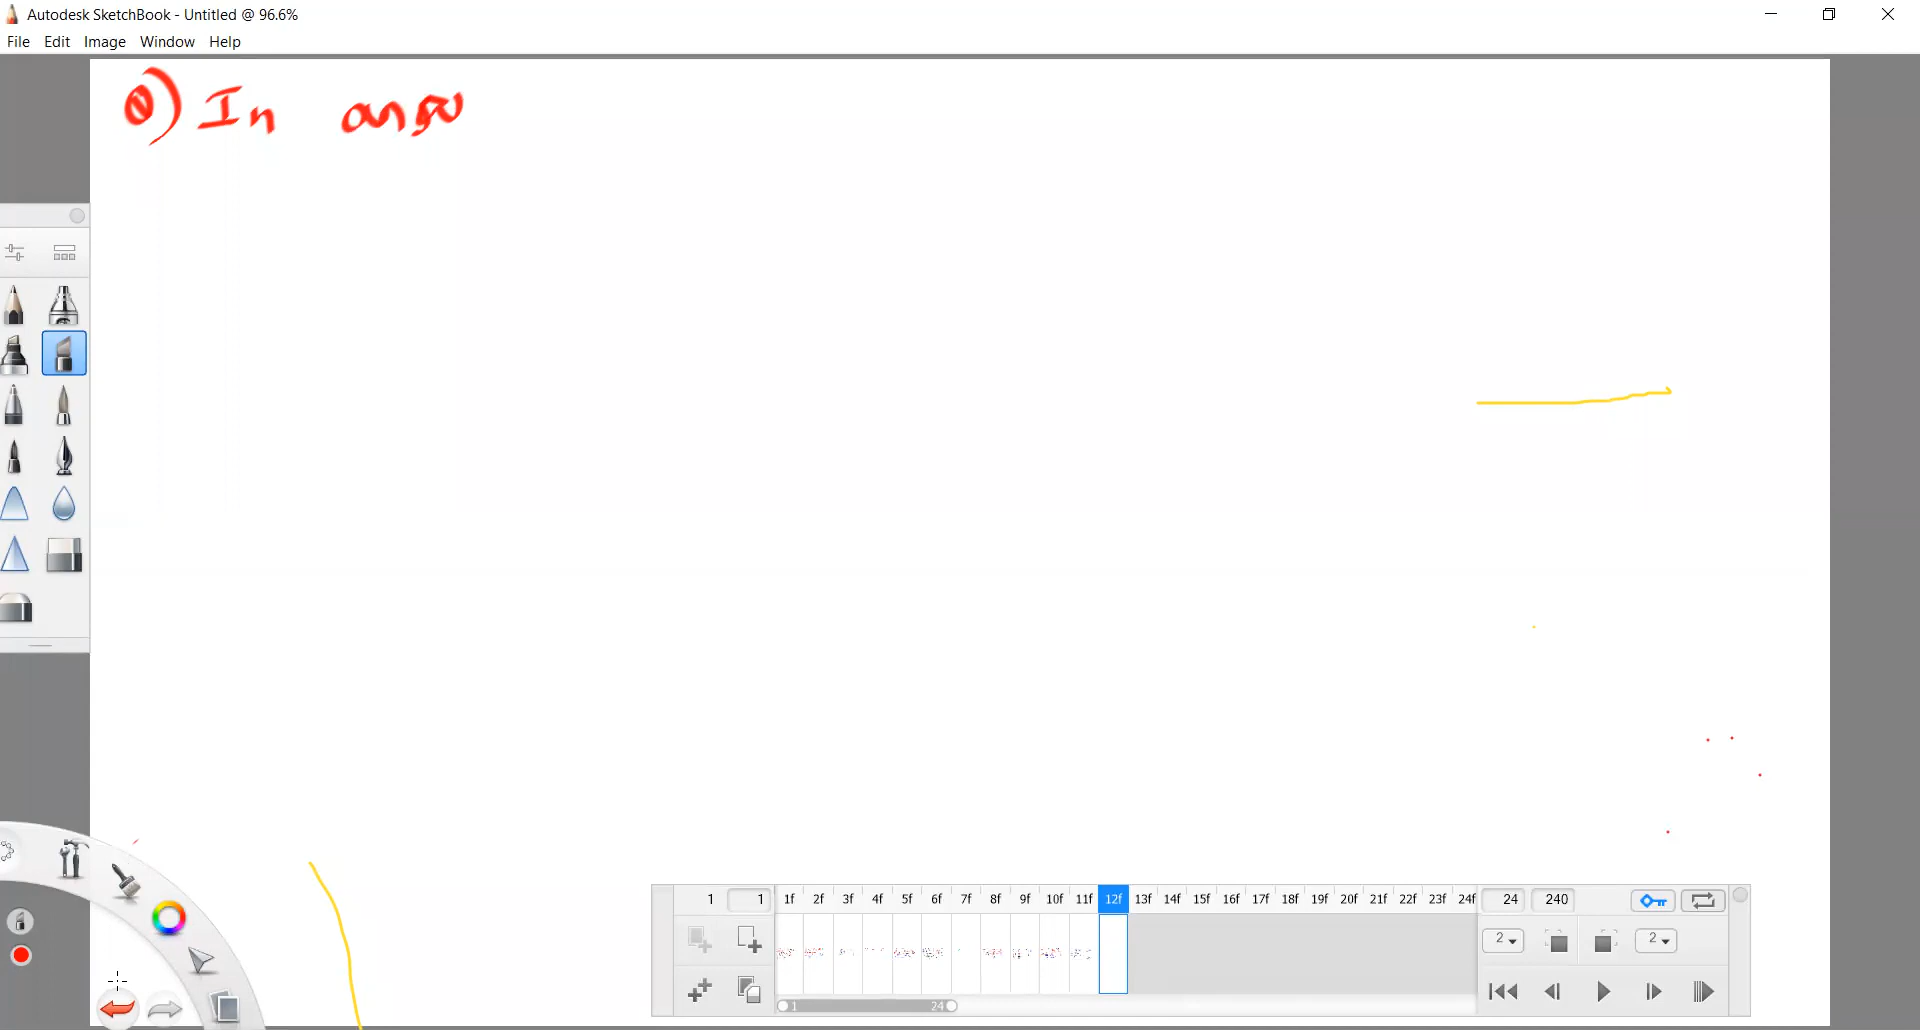 Autodesk SketchBook - Untitled @ 96.6%
File Edit Image Window Help
In
1 1 1f 2f 3f 4f 5f 6f 7f 8f 9f 10f 11f 12f 13f 14f 15f 16f 17f 18f 19f 20f 21f 22f 23f 24f 24 240
2 2
1 24